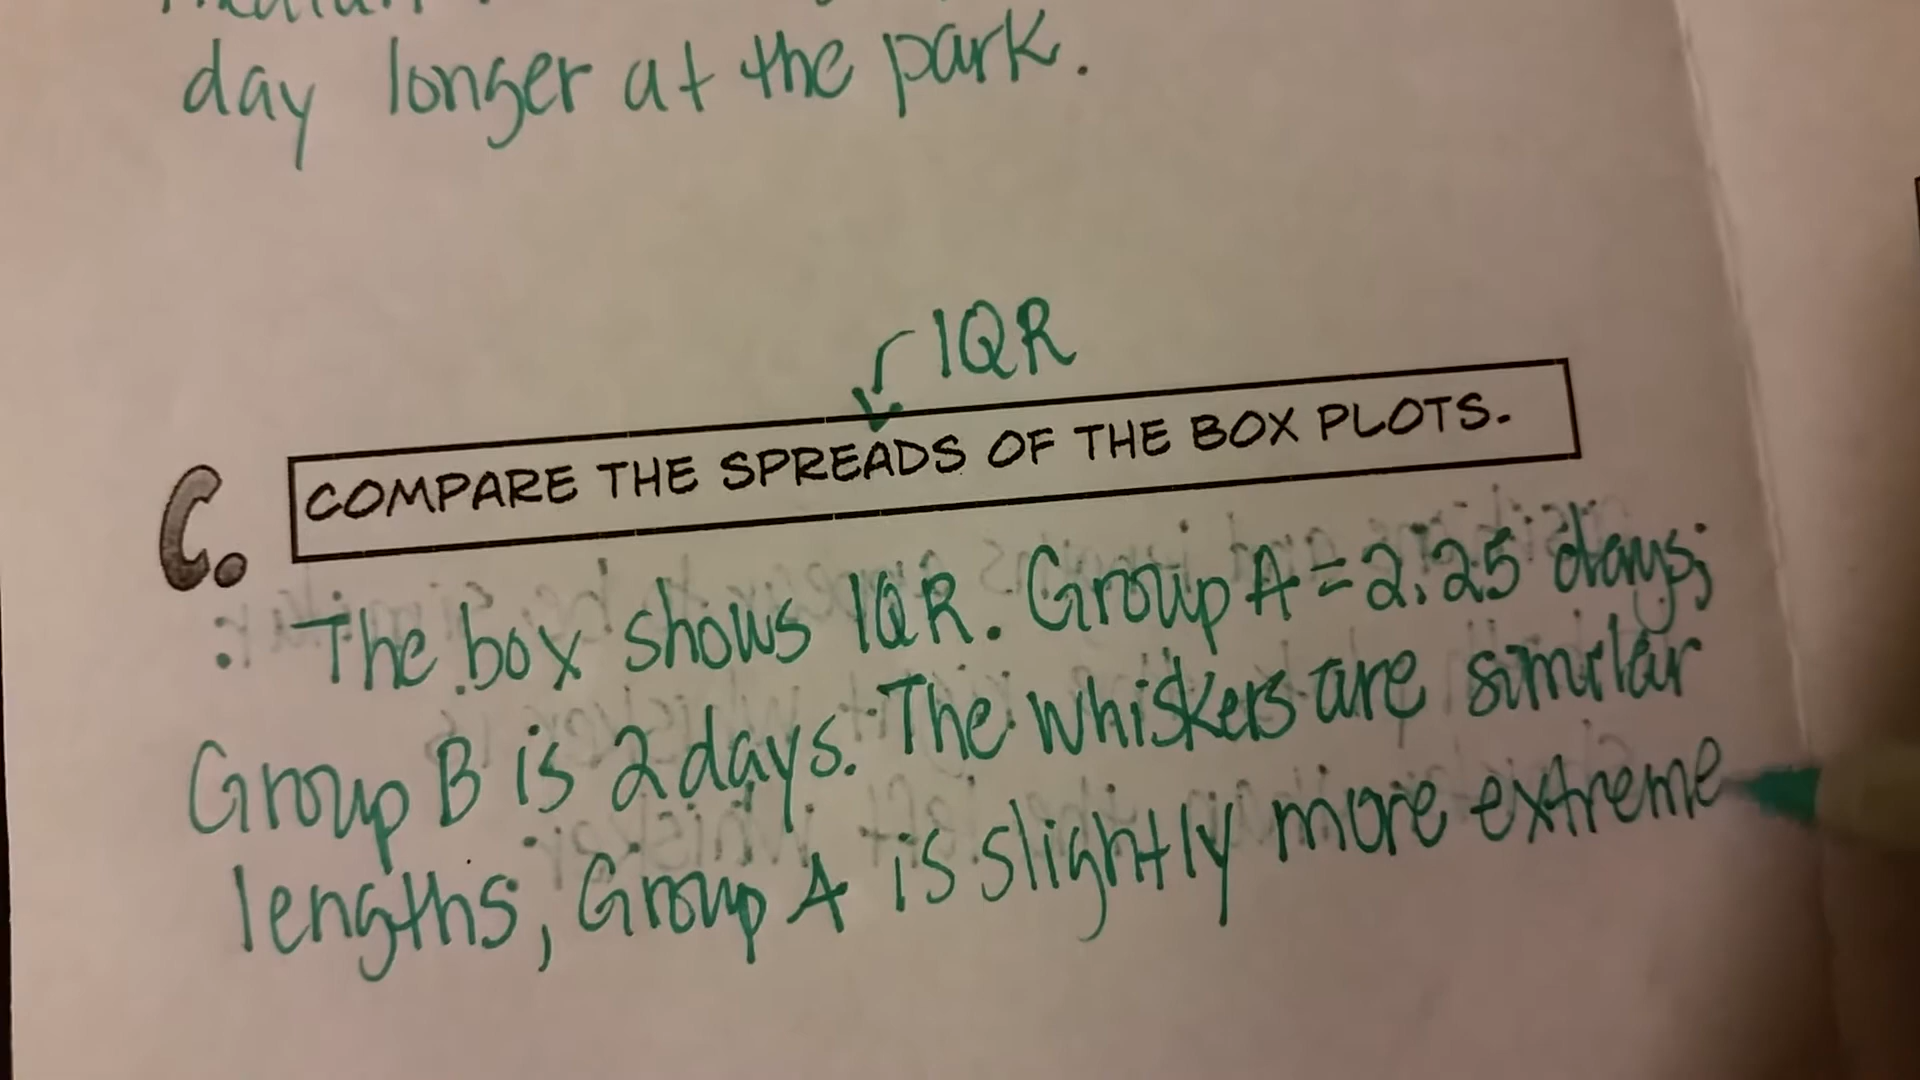 day longer at the park.
IQR
C. COMPARE THE SPREADS OF THE BOX PLOTS.
The box shows IQR. Group A = 2.25 days;
Group B is 2 days. The whiskers are similar
lengths, Group A is slightly more extreme